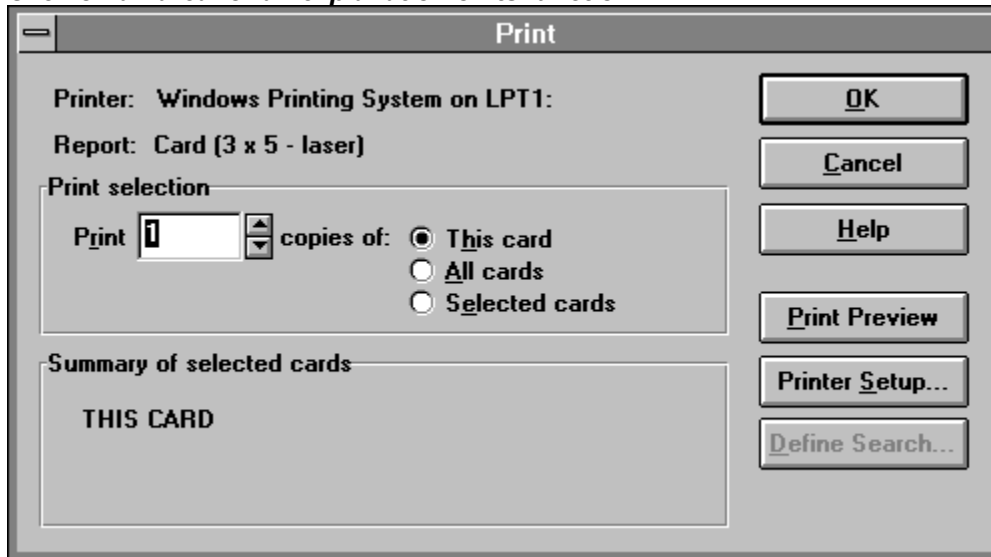 Print
Printer: Windows Printing System on LPT1:
Report: Card (3 x 5 - laser)
Print selection
Print 1 copies of:
This card
All cards
Selected cards
Summary of selected cards
THIS CARD
OK
Cancel
Help
Print Preview
Printer Setup...
Define Search...